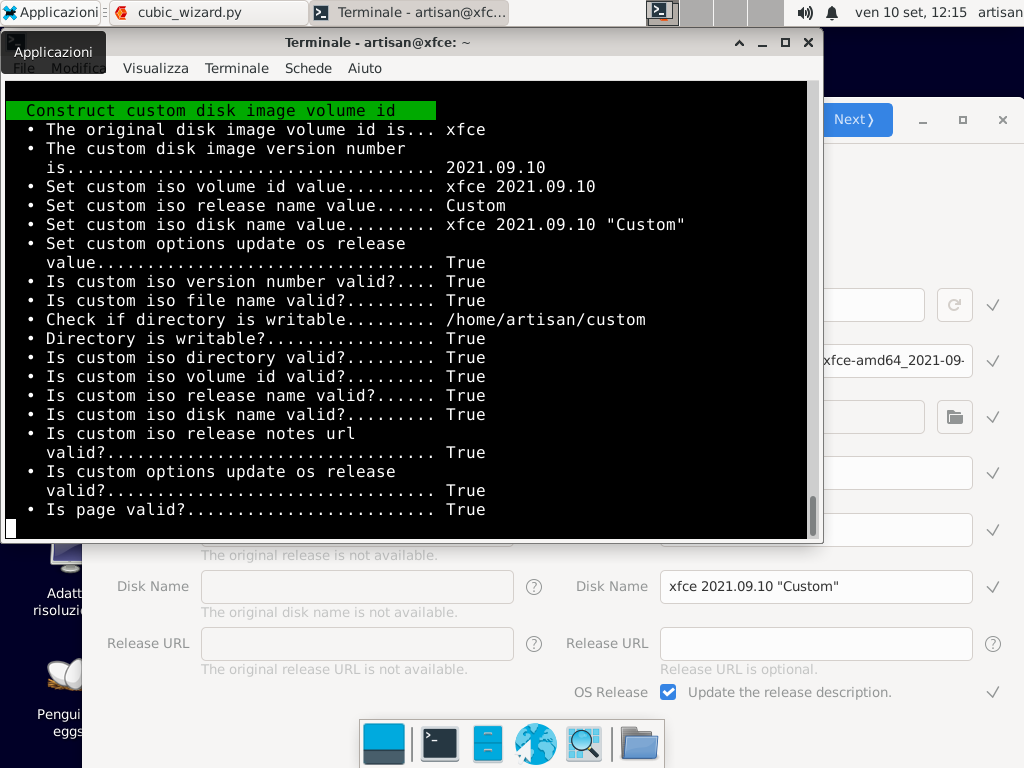 Applicazioni
cubic_wizard.py
Terminale - artisan@xfc...
ven 10 set, 12:15
artisan
Terminale - artisan@xfce: ~
Applicazioni
File Modifica Visualizza Terminale Schede Aiuto
Construct custom disk image volume id
• The original disk image volume id is... xfce
• The custom disk image version number
is..................................... 2021.09.10
• Set custom iso volume id value......... xfce 2021.09.10
• Set custom iso release name value...... Custom
• Set custom iso disk name value......... xfce 2021.09.10 "Custom"
• Set custom options update os release
value.................................. True
• Is custom iso version number valid?.... True
• Is custom iso file name valid?......... True
• Check if directory is writable......... /home/artisan/custom
• Directory is writable?................. True
• Is custom iso directory valid?......... True
• Is custom iso volume id valid?......... True
• Is custom iso release name valid?...... True
• Is custom iso disk name valid?......... True
• Is custom iso release notes url
valid?................................. True
• Is custom options update os release
valid?................................. True
• Is page valid?......................... True
Next❭
xfce-amd64_2021-09-
The original release is not available.
Disk Name
Disk Name
xfce 2021.09.10 "Custom"
The original disk name is not available.
Release URL
Release URL
The original release URL is not available.
Release URL is optional.
OS Release
Update the release description.
Adatt
risoluzio
Pengui
eggs